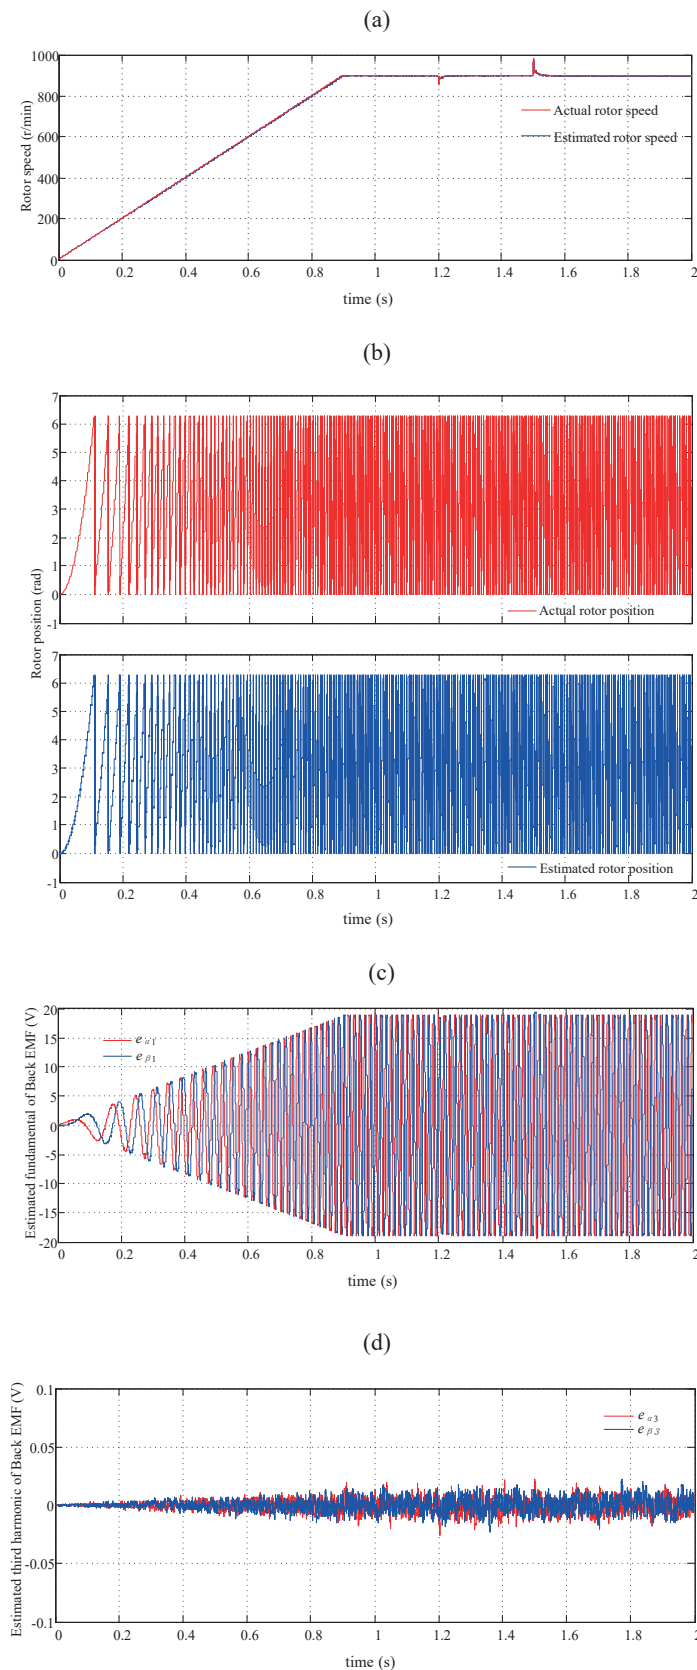 (a)
1000
800
600
400
200
0
Rotor speed (r/min)
Actual rotor speed
Estimated rotor speed
0 0.2 0.4 0.6 0.8 1 1.2 1.4 1.6 1.8 2
time (s)
(b)
7
6
5
4
3
2
1
0
-1
Rotor position (rad)
Actual rotor position
7
6
5
4
3
2
1
0
-1
Estimated rotor position
0 0.2 0.4 0.6 0.8 1 1.2 1.4 1.6 1.8 2
time (s)
(c)
20
15
10
5
0
-5
-10
-15
-20
Estimated fundamental of Back EMF (V)
e α1
e β1
0 0.2 0.4 0.6 0.8 1 1.2 1.4 1.6 1.8 2
time (s)
(d)
0.1
0.05
0
-0.05
-0.1
Estimated third harmonic of Back EMF (V)
e α3
e β3
0 0.2 0.4 0.6 0.8 1 1.2 1.4 1.6 1.8 2
time (s)